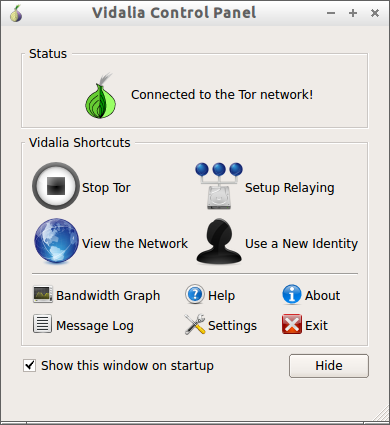 Vidalia Control Panel
Status
Connected to the Tor network!
Vidalia Shortcuts
Stop Tor
Setup Relaying
View the Network
Use a New Identity
Bandwidth Graph
Help
About
Message Log
Settings
Exit
Show this window on startup
Hide